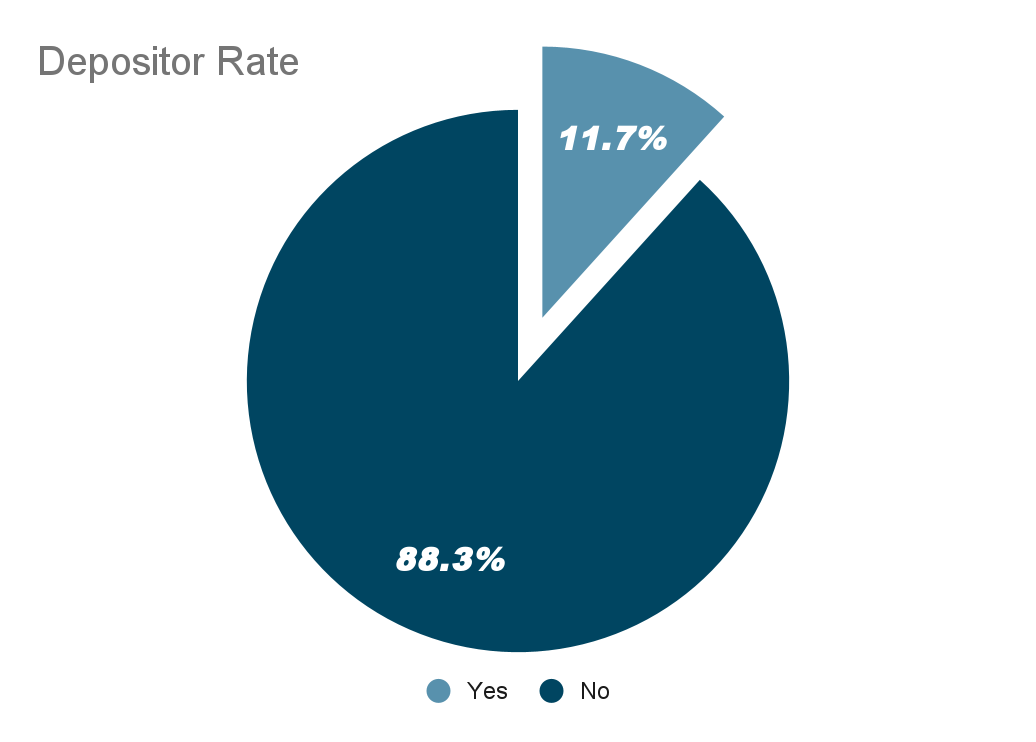 Depositor Rate
11.7%
88.3%
Yes
No